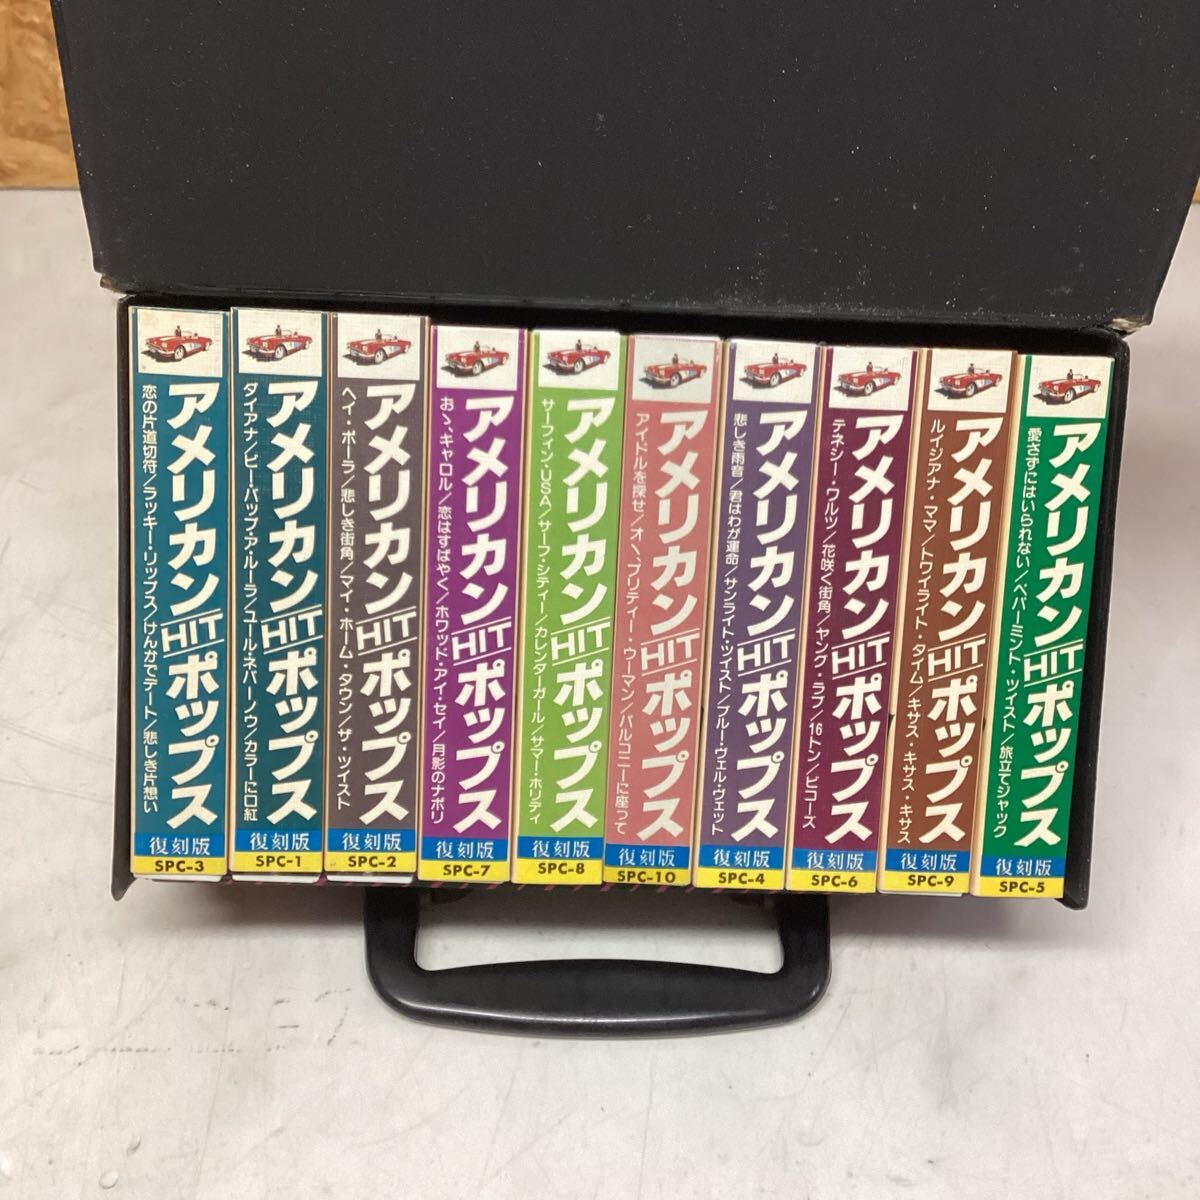 アメリカンHITポップス
恋の片道切符/ラッキー・リップス/けんかでデート/悲しき片想い
復刻版
SPC-3
アメリカンHITポップス
ダイアナ/ビー・バップ・ア・ルーラ/ユール・ネバー・ノウ/カラーに口紅
復刻版
SPC-1
アメリカンHITポップス
ヘイ・ポーラ/悲しき街角/マイ・ホーム・タウン/ザ・ツイスト
復刻版
SPC-2
アメリカンHITポップス
おゝ、キャロル/恋はすばやく/ホワッド・アイ・セイ/月影のナポリ
復刻版
SPC-7
アメリカンHITポップス
サーフィン・USA/サーフ・シティー/カレンダーガール/サマー・ホリデイ
復刻版
SPC-8
アメリカンHITポップス
アイドルを探せ/オヽ、プリティー・ウーマン/バルコニーに座って
復刻版
SPC-10
アメリカンHITポップス
悲しき雨音/君はわが運命/サンライト・ツイスト/ブルー・ヴェルヴェット
復刻版
SPC-4
アメリカンHITポップス
テネシー・ワルツ/花咲く街角/ヤング・ラブ/16トン/ビコーズ
復刻版
SPC-6
アメリカンHITポップス
ルイジアナ・ママ/トワイライト・タイム/キサス・キサス・キサス
復刻版
SPC-9
アメリカンHITポップス
愛さずにはいられない/ペパーミント・ツイスト/旅立てジャック
復刻版
SPC-5